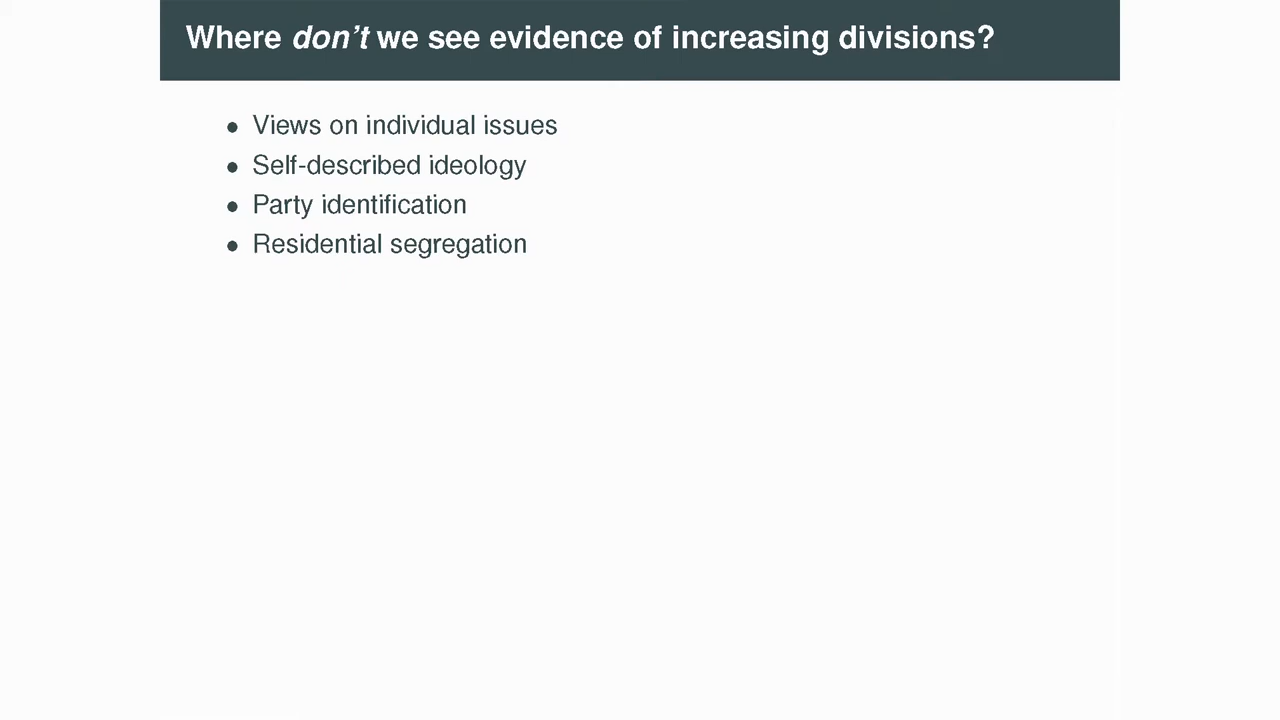 Where don't we see evidence of increasing divisions?
• Views on individual issues
• Self-described ideology
• Party identification
• Residential segregation